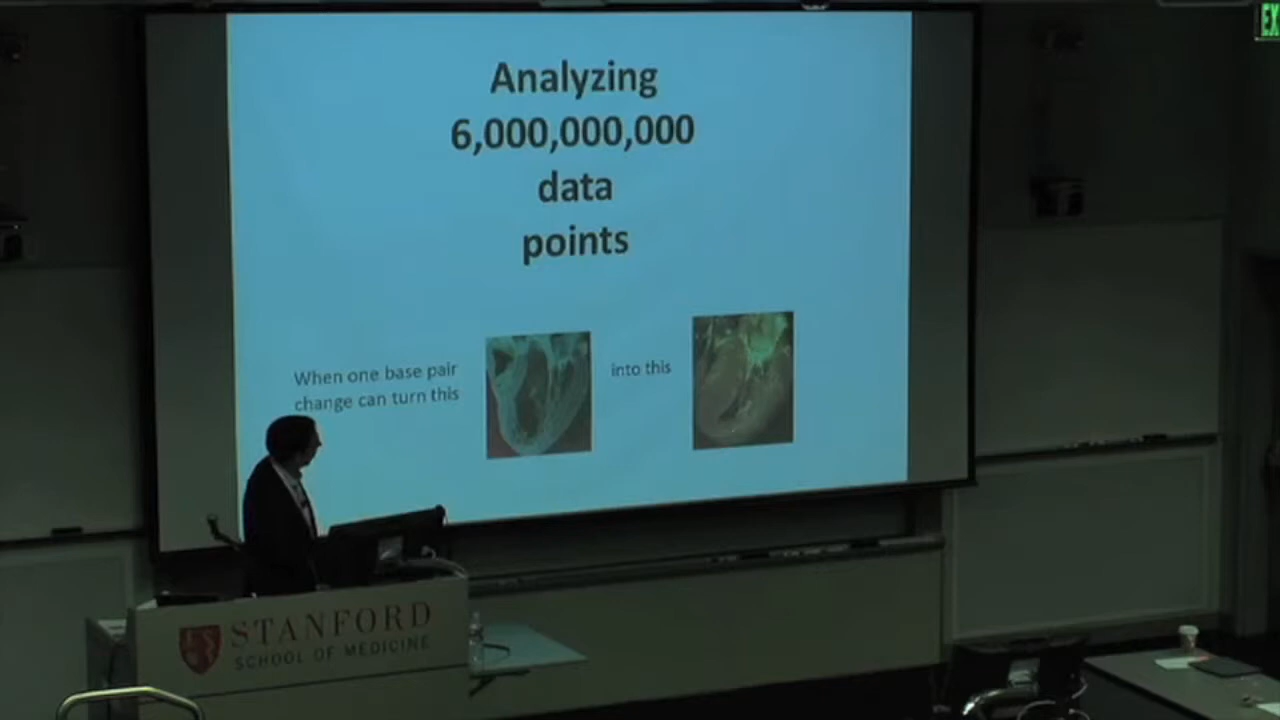 EX
Analyzing
6,000,000,000
data
points
When one base pair
change can turn this
into this
STANFORD
SCHOOL OF MEDICINE